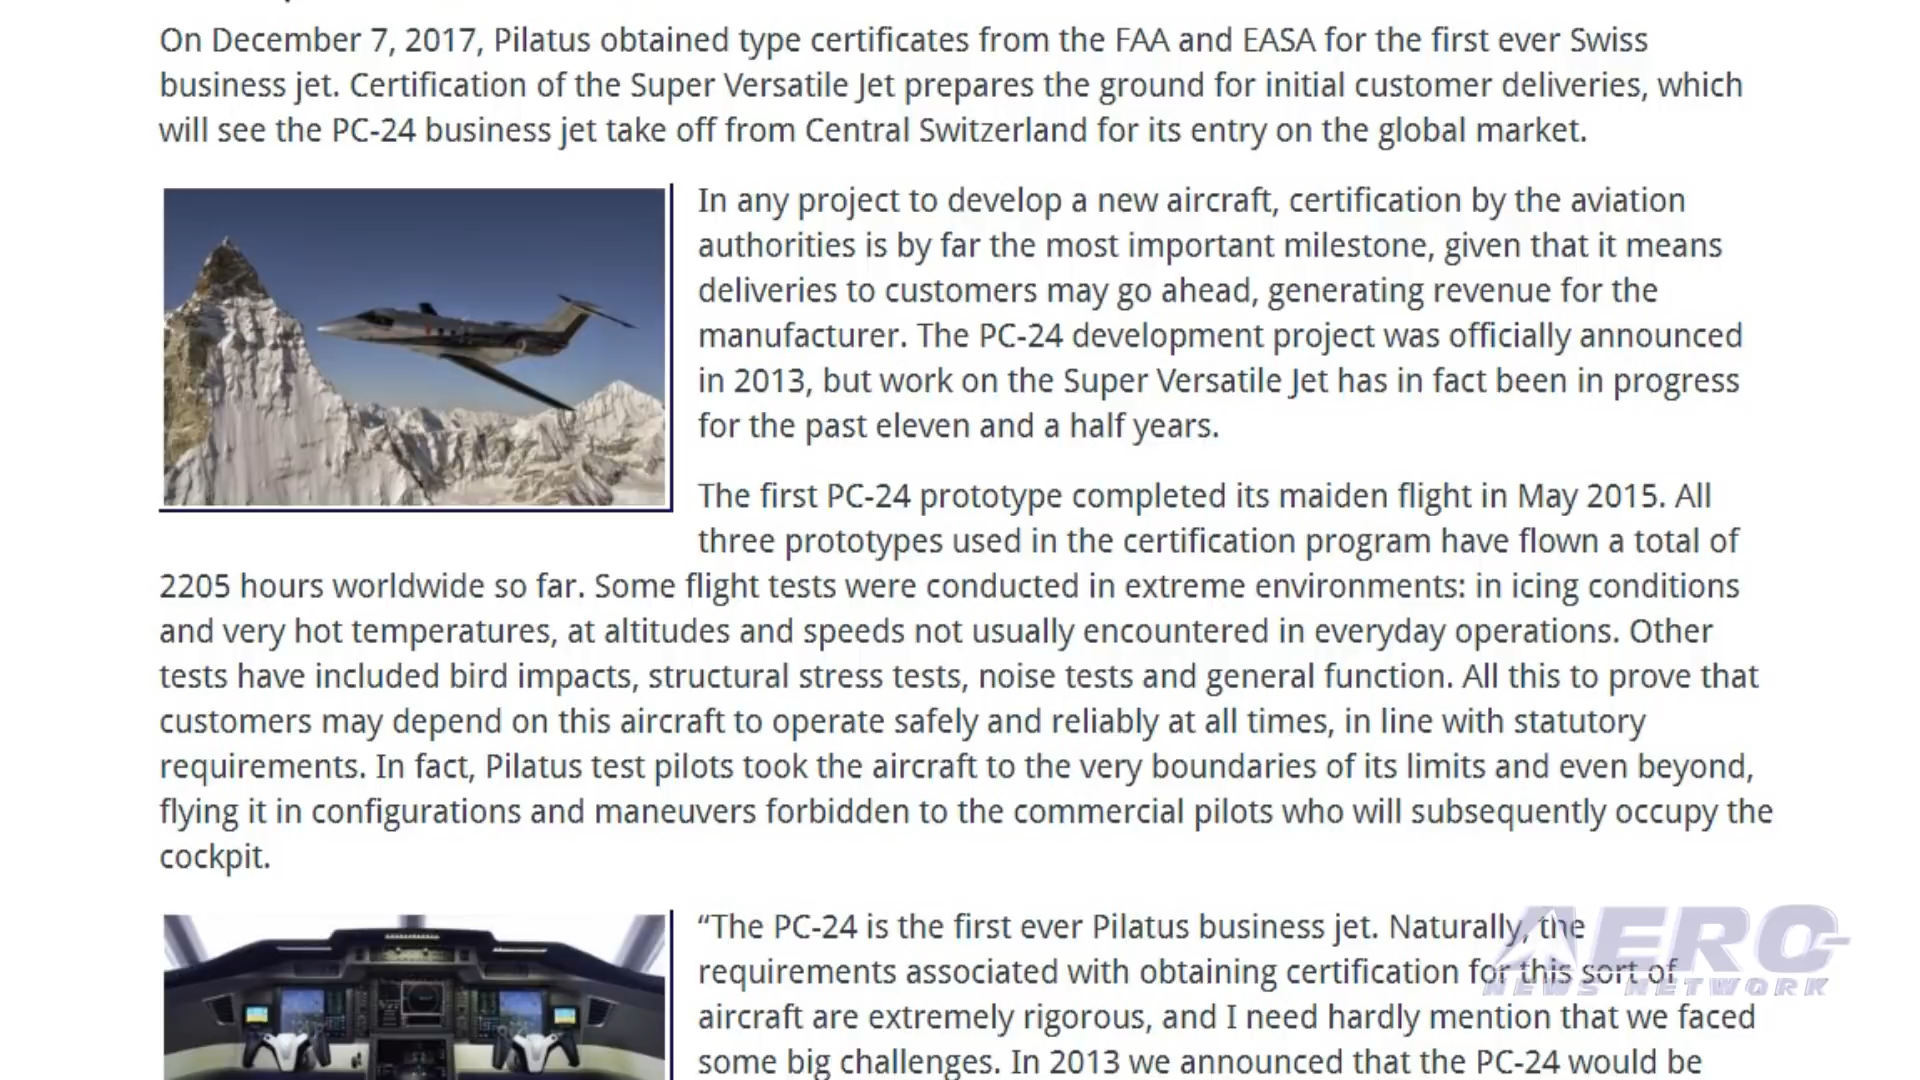 On December 7, 2017, Pilatus obtained type certificates from the FAA and EASA for the first ever Swiss
business jet. Certification of the Super Versatile Jet prepares the ground for initial customer deliveries, which
will see the PC-24 business jet take off from Central Switzerland for its entry on the global market.
In any project to develop a new aircraft, certification by the aviation
authorities is by far the most important milestone, given that it means
deliveries to customers may go ahead, generating revenue for the
manufacturer. The PC-24 development project was officially announced
in 2013, but work on the Super Versatile Jet has in fact been in progress
for the past eleven and a half years.
The first PC-24 prototype completed its maiden flight in May 2015. All
three prototypes used in the certification program have flown a total of
2205 hours worldwide so far. Some flight tests were conducted in extreme environments: in icing conditions
and very hot temperatures, at altitudes and speeds not usually encountered in everyday operations. Other
tests have included bird impacts, structural stress tests, noise tests and general function. All this to prove that
customers may depend on this aircraft to operate safely and reliably at all times, in line with statutory
requirements. In fact, Pilatus test pilots took the aircraft to the very boundaries of its limits and even beyond,
flying it in configurations and maneuvers forbidden to the commercial pilots who will subsequently occupy the
cockpit.
“The PC-24 is the first ever Pilatus business jet. Naturally, the
requirements associated with obtaining certification for this sort of
aircraft are extremely rigorous, and I need hardly mention that we faced
some big challenges. In 2013 we announced that the PC-24 would be
AERO-
NEWS NETWORK